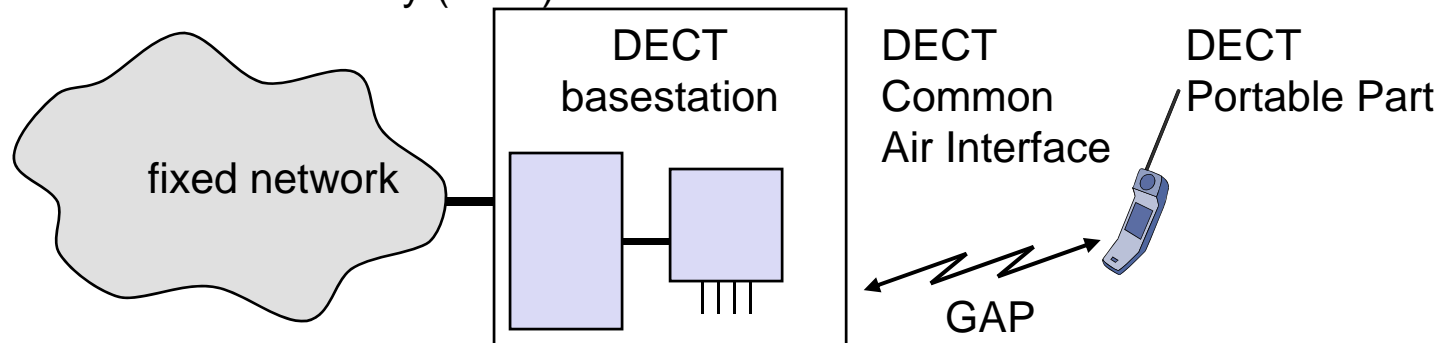 y (
fixed network
DECT
basestation
DECT
Common
Air Interface
DECT
Portable Part
GAP